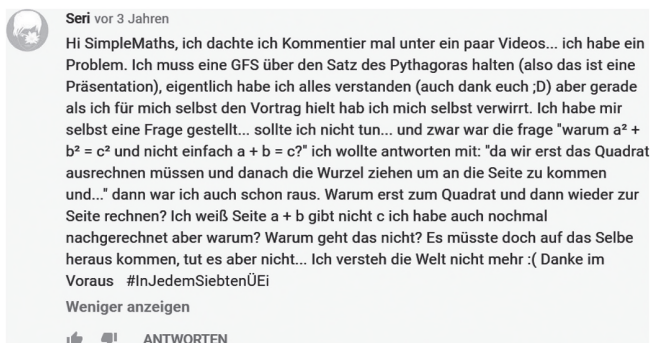 Seri vor 3 Jahren
Hi SimpleMaths, ich dachte ich Kommentier mal unter ein paar Videos... ich habe ein
Problem. Ich muss eine GFS über den Satz des Pythagoras halten (also das ist eine
Präsentation), eigentlich habe ich alles verstanden (auch dank euch ;D) aber gerade
als ich für mich selbst den Vortrag hielt hab ich mich selbst verwirrt. Ich habe mir
selbst eine Frage gestellt... sollte ich nicht tun... und zwar war die frage "warum a² +
b² = c² und nicht einfach a + b = c?" ich wollte antworten mit: "da wir erst das Quadrat
ausrechnen müssen und danach die Wurzel ziehen um an die Seite zu kommen
und..." dann war ich auch schon raus. Warum erst zum Quadrat und dann wieder zur
Seite rechnen? Ich weiß Seite a + b gibt nicht c ich habe auch nochmal
nachgerechnet aber warum? Warum geht das nicht? Es müsste doch auf das Selbe
heraus kommen, tut es aber nicht... Ich versteh die Welt nicht mehr :( Danke im
Voraus #InJedemSiebtenÜEi
Weniger anzeigen
ANTWORTEN